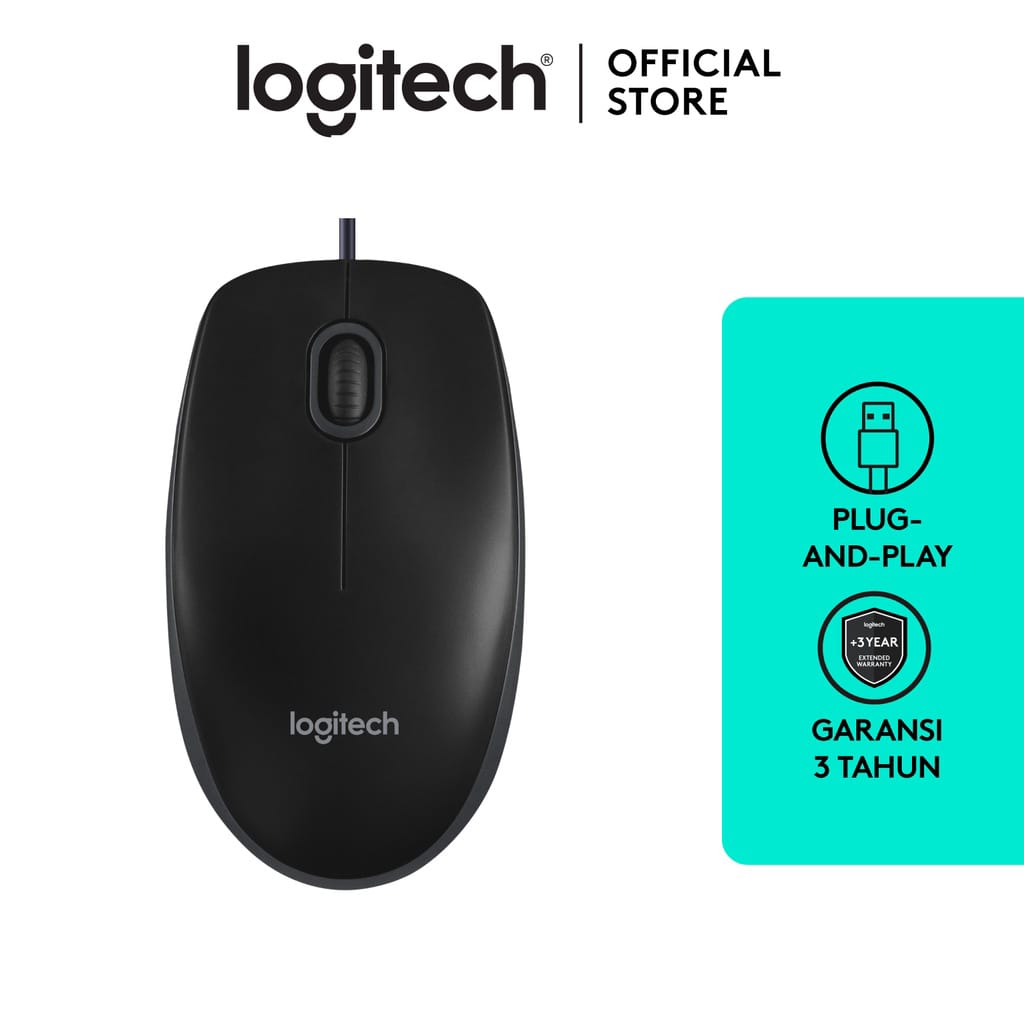 logitech®
OFFICIAL
STORE
logitech
PLUG-
AND-PLAY
logitech
+3 YEAR
EXTENDED
WARRANTY
GARANSI
3 TAHUN